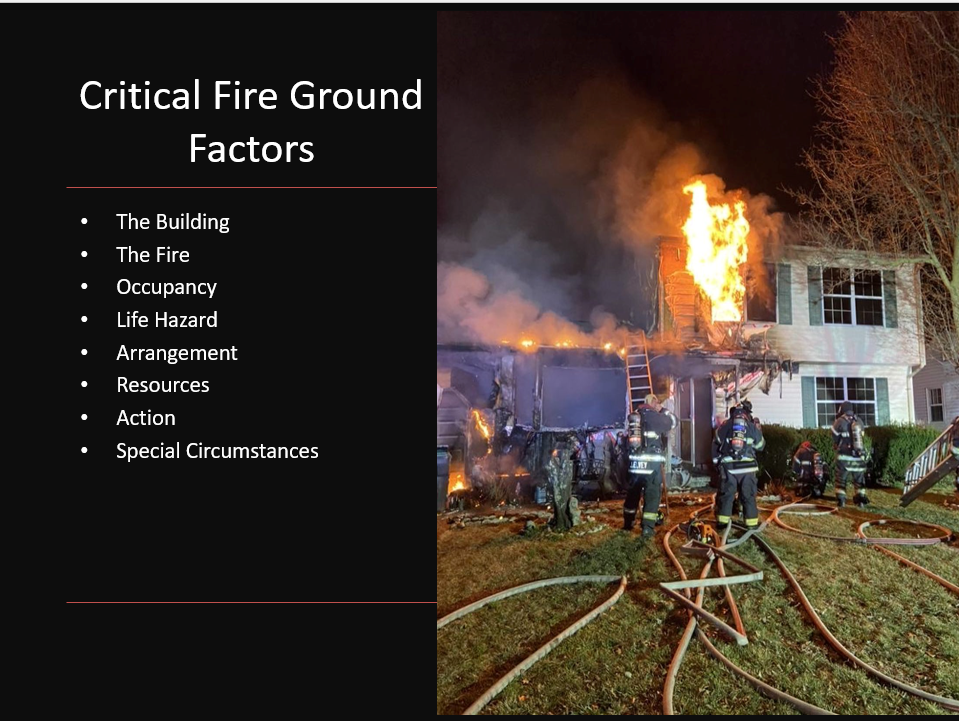 Critical Fire Ground
Factors
• The Building
• The Fire
• Occupancy
• Life Hazard
• Arrangement
• Resources
• Action
• Special Circumstances